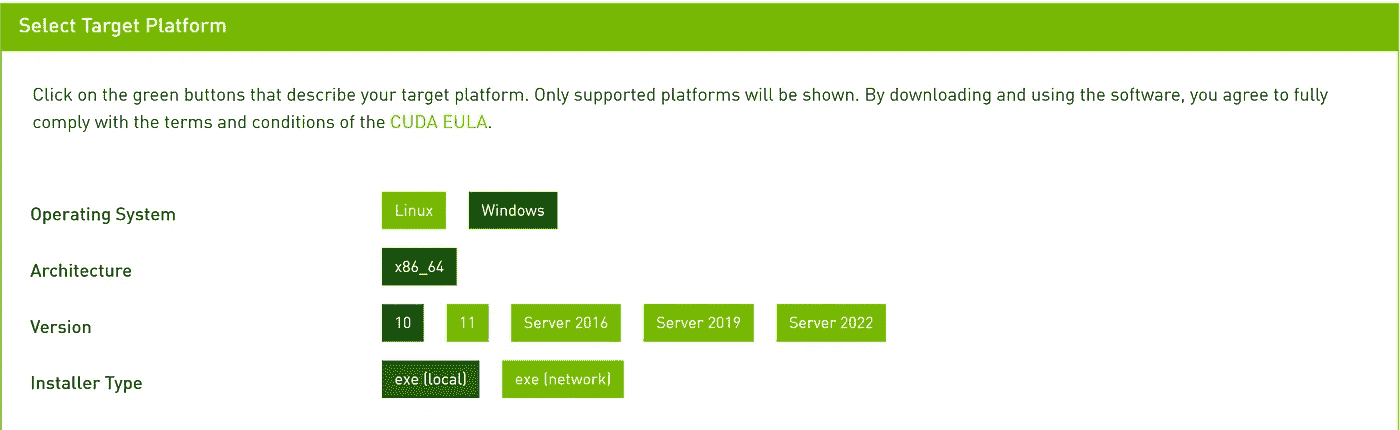 Select Target Platform
Click on the green buttons that describe your target platform. Only supported platforms will be shown. By downloading and using the software, you agree to fully
comply with the terms and conditions of the CUDA EULA.
Operating System Linux Windows
Architecture x86_64
Version 10 11 Server 2016 Server 2019 Server 2022
Installer Type exe (local) exe (network)